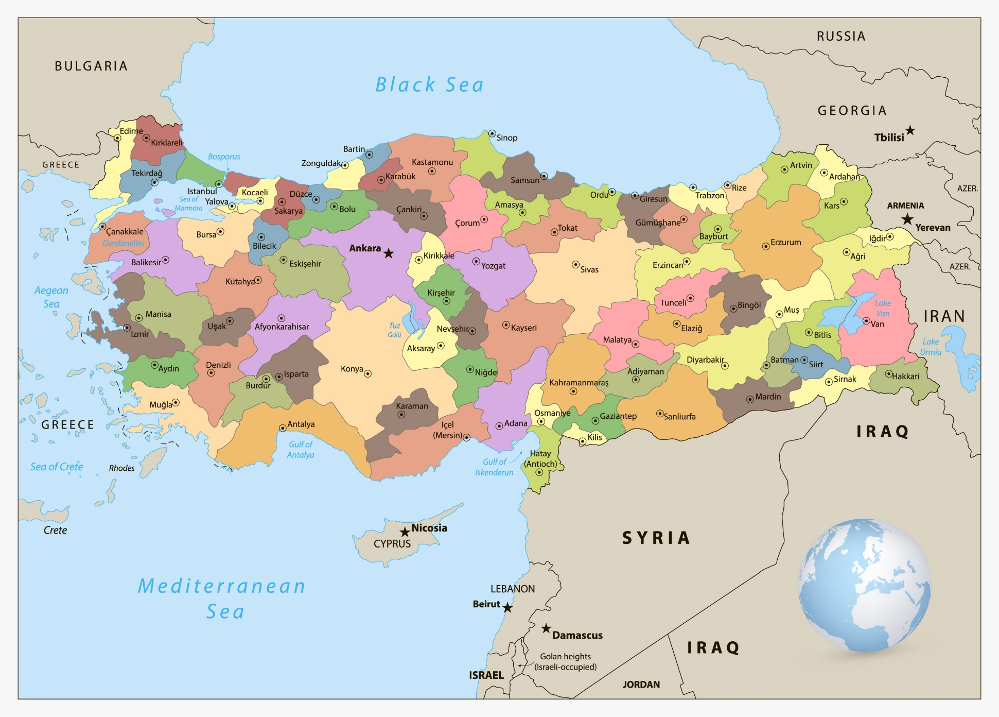 RUSSIA
BULGARIA
Black Sea
GEORGIA
Tbilisi
Edirne
Kirklareli
Sinop
Bartin
Bosporus
GREECE
Zonguldak
Kastamonu
Artvin
Tekirdağ
Karabük
Samsun
Ardahan
Istanbul
Kocaeli
Düzce
Rize
AZER.
Yalova
Sea of
Marmara
Ordu
Giresun
Trabzon
Sakarya
Bolu
Çankiri
Amasya
Kars
ARMENIA
Çanakkale
Dardanelles
Bursa
Çorum
Tokat
Gümüşhane
Bayburt
Yerevan
Iğdir
Bilecik
Ankara
Kirikkale
Erzurum
Ağri
Balikesir
Eskişehir
Yozgat
Sivas
Erzincan
AZER.
Kütahya
Aegean
Sea
Kirşehir
Tunceli
Bingöl
Lake
Van
Manisa
Muş
IRAN
Uşak
Afyonkarahisar
Tuz
Gölü
Nevşehir
Kayseri
Elaziğ
Van
Izmir
Bitlis
Aksaray
Malatya
Lake
Urmia
Aydin
Denizli
Isparta
Konya
Niğde
Adiyaman
Diyarbakir
Batman
Siirt
Burdur
Kahramanmaraş
Sirnak
Hakkari
Muğla
Karaman
Mardin
Osmaniye
Gaziantep
Sanliurfa
GREECE
Antalya
Içel
(Mersin)
Adana
IRAQ
Gulf of
Antalya
Kilis
Hatay
(Antioch)
Sea of Crete
Rhodes
Gulf of
Iskenderun
Crete
Nicosia
CYPRUS
SYRIA
Mediterranean
Sea
LEBANON
Beirut
Damascus
IRAQ
Golan heights
(Israeli-occupied)
ISRAEL
JORDAN